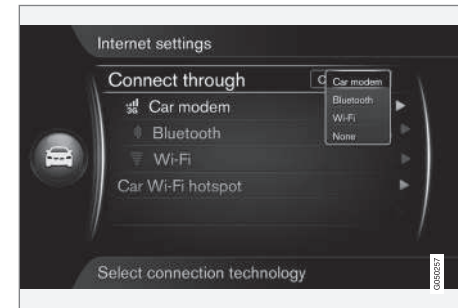 Internet settings
Connect through
C
Car modem
Bluetooth
Wi-Fi
None
3G
Car modem
Bluetooth
Wi-Fi
Car Wi-Fi hotspot
Select connection technology
G050257